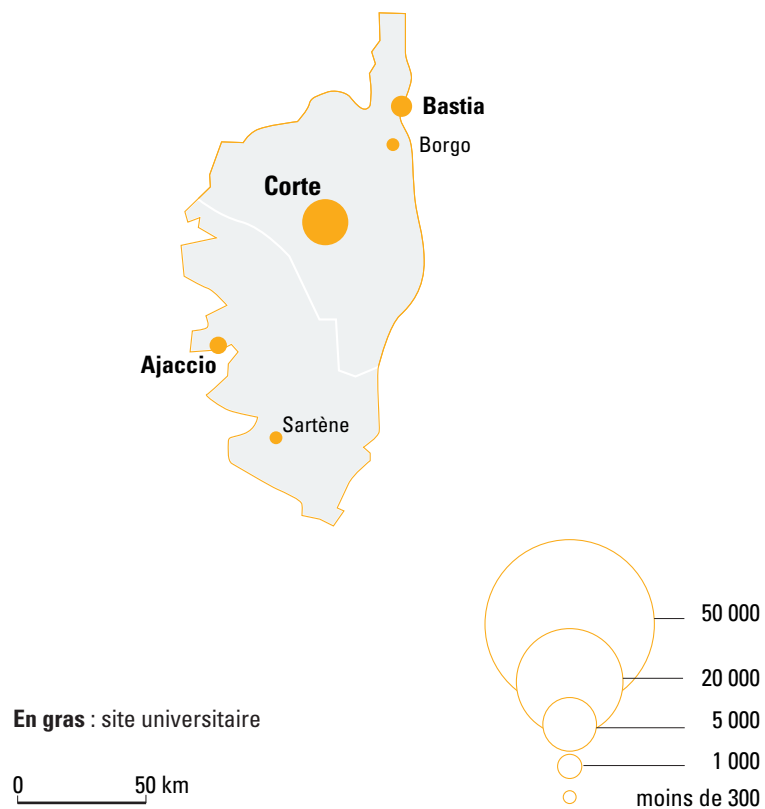 Bastia
Borgo
Corte
Ajaccio
Sartène
50 000
20 000
En gras : site universitaire
5 000
1 000
0 50 km
moins de 300